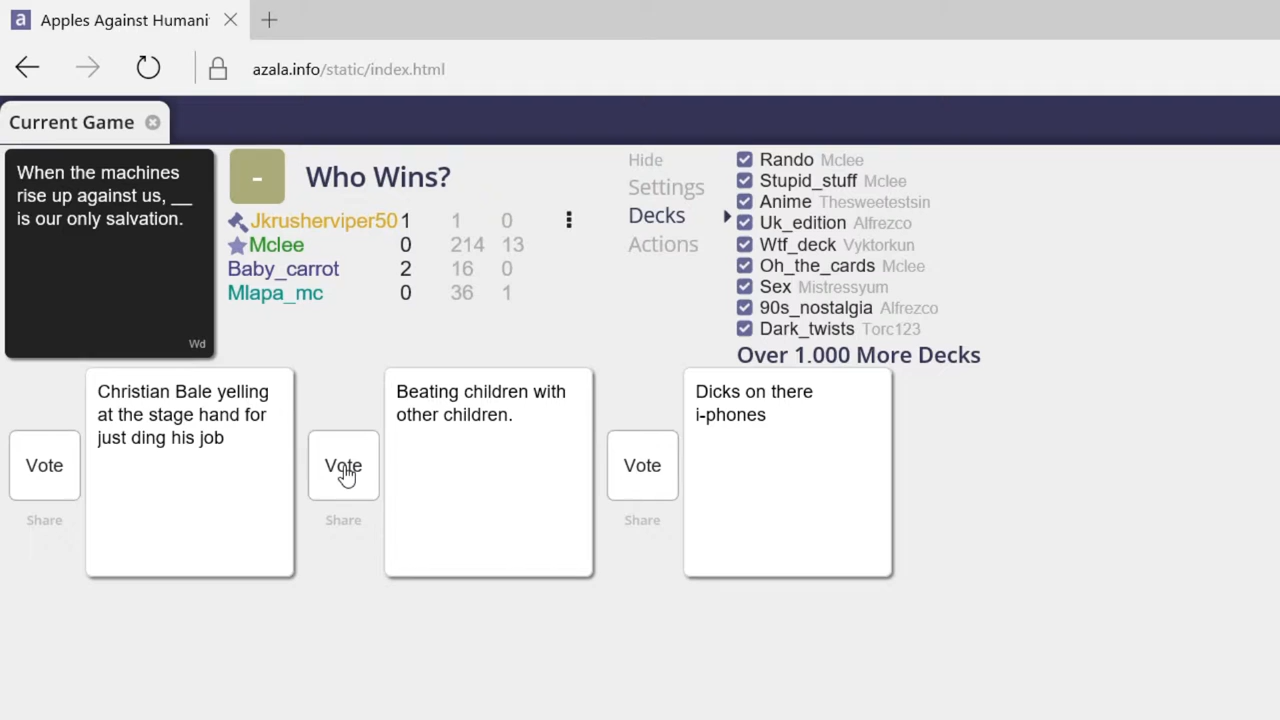 a Apples Against Humani
azala.info/static/index.html
Current Game
When the machines
rise up against us, __
is our only salvation.
Wd
-
Who Wins?
Jkrusherviper50 1 1 0
Mclee 0 214 13
Baby_carrot 2 16 0
Mlapa_mc 0 36 1
Hide
Settings
Decks
Actions
Rando Mclee
Stupid_stuff Mclee
Anime Thesweetestsin
Uk_edition Alfrezco
Wtf_deck Vyktorkun
Oh_the_cards Mclee
Sex Mistressyum
90s_nostalgia Alfrezco
Dark_twists Torc123
Over 1,000 More Decks
Vote
Share
Christian Bale yelling
at the stage hand for
just ding his job
Vote
Share
Beating children with
other children.
Vote
Share
Dicks on there
i-phones